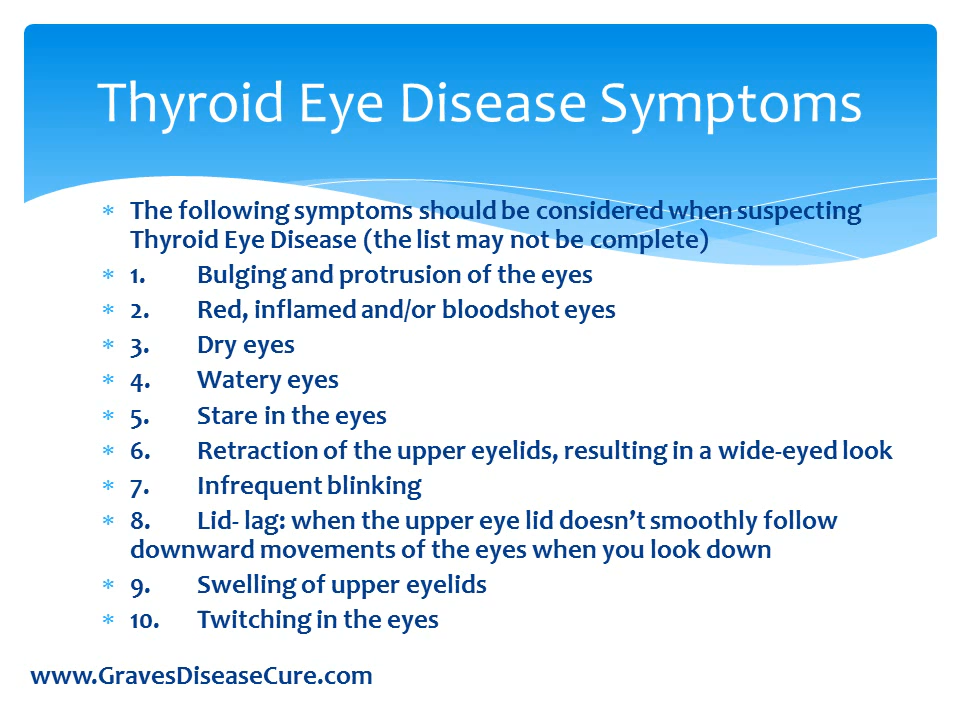 Thyroid Eye Disease Symptoms
* The following symptoms should be considered when suspecting
Thyroid Eye Disease (the list may not be complete)
* 1. Bulging and protrusion of the eyes
* 2. Red, inflamed and/or bloodshot eyes
* 3. Dry eyes
* 4. Watery eyes
* 5. Stare in the eyes
* 6. Retraction of the upper eyelids, resulting in a wide-eyed look
* 7. Infrequent blinking
* 8. Lid- lag: when the upper eye lid doesn’t smoothly follow
downward movements of the eyes when you look down
* 9. Swelling of upper eyelids
* 10. Twitching in the eyes
www.GravesDiseaseCure.com